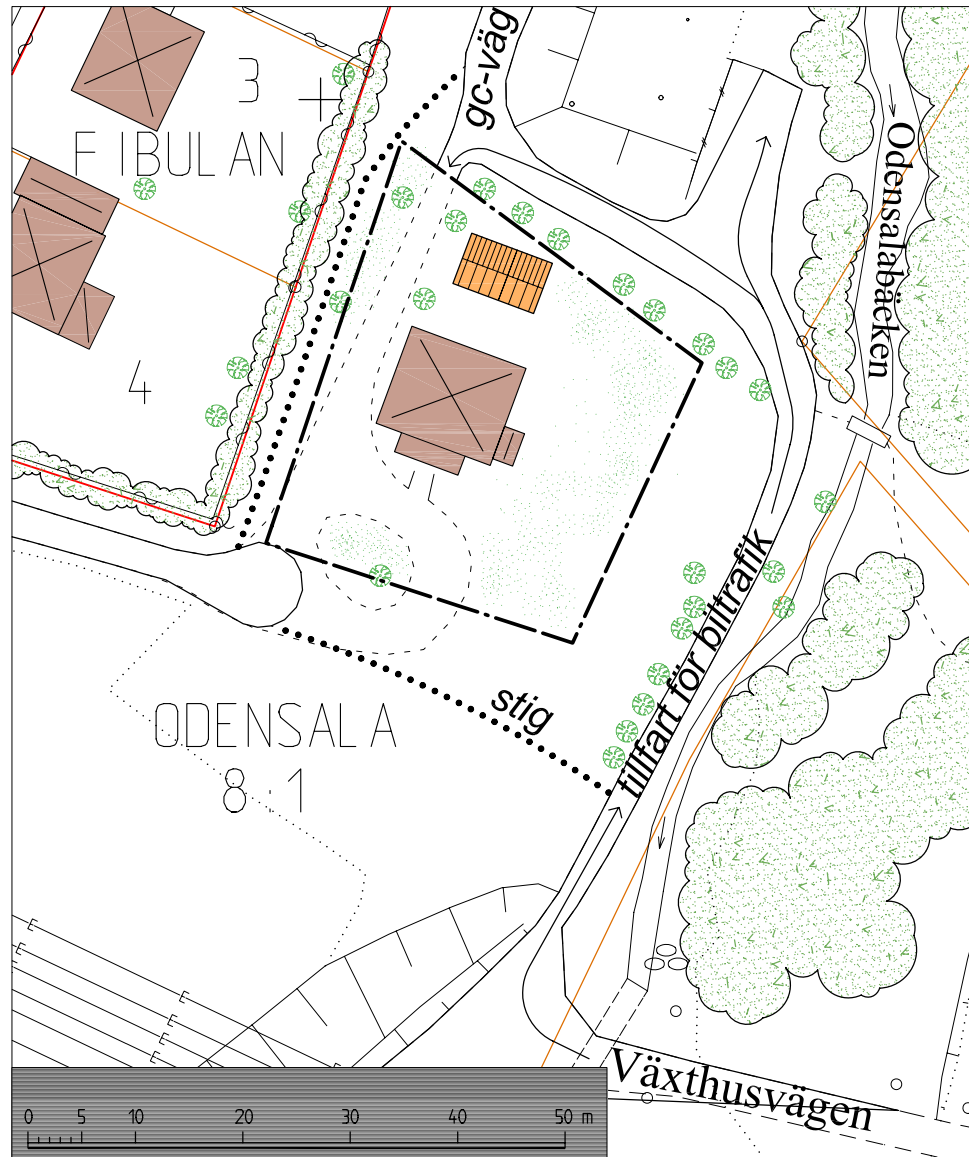 gc-väg
3
FIBULAN
Odensalabäcken
4
tillfart för biltrafik
stig
ODENSALA
8:1
Växthusvägen
0 5 10 20 30 40 50 m